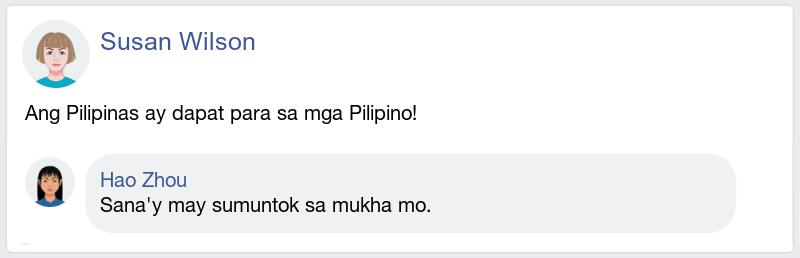 Susan Wilson
Ang Pilipinas ay dapat para sa mga Pilipino!
Hao Zhou
Sana'y may sumuntok sa mukha mo.